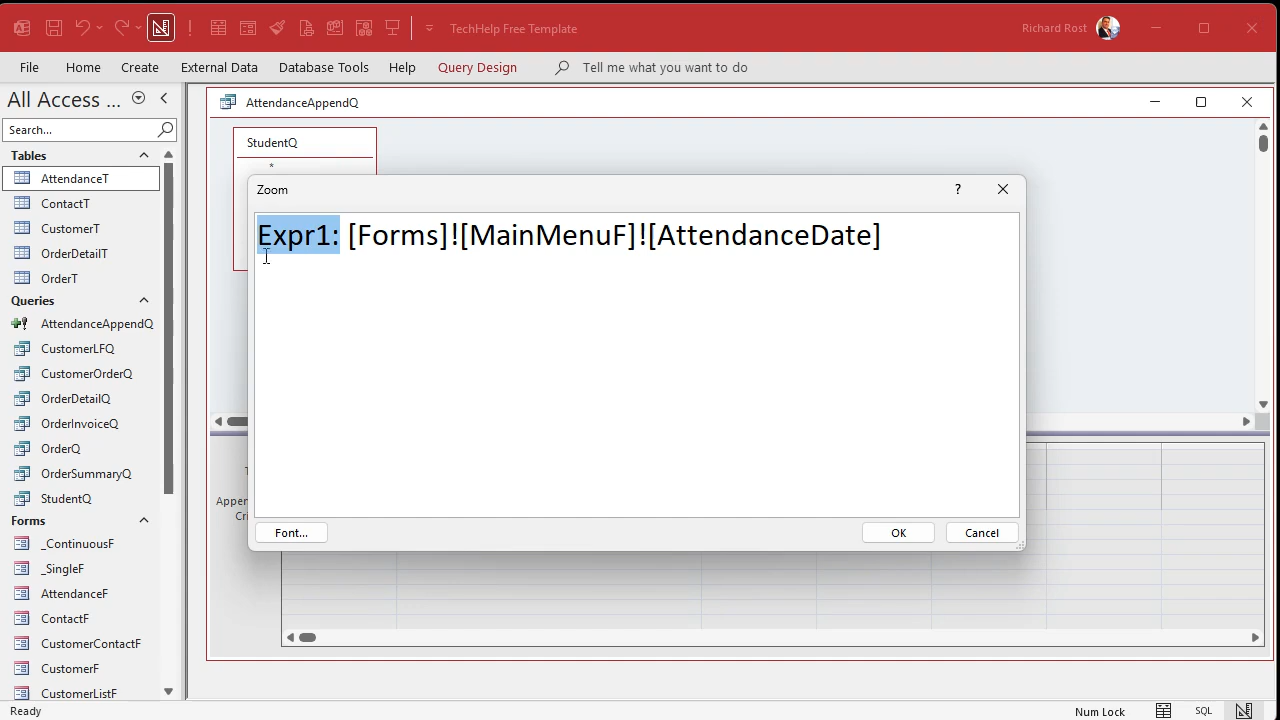 TechHelp Free Template
Richard Rost
File Home Create External Data Database Tools Help Query Design Tell me what you want to do
All Access ...
Search...
Tables
AttendanceT
ContactT
CustomerT
OrderDetailT
OrderT
Queries
AttendanceAppendQ
CustomerLFQ
CustomerOrderQ
OrderDetailQ
OrderInvoiceQ
OrderQ
OrderSummaryQ
StudentQ
Forms
_ContinuousF
_SingleF
AttendanceF
ContactF
CustomerContactF
CustomerF
CustomerListF
AttendanceAppendQ
StudentQ
*
Zoom
?
Expr1: [Forms]![MainMenuF]![AttendanceDate]
Font... OK Cancel
Ready
Num Lock
SQL